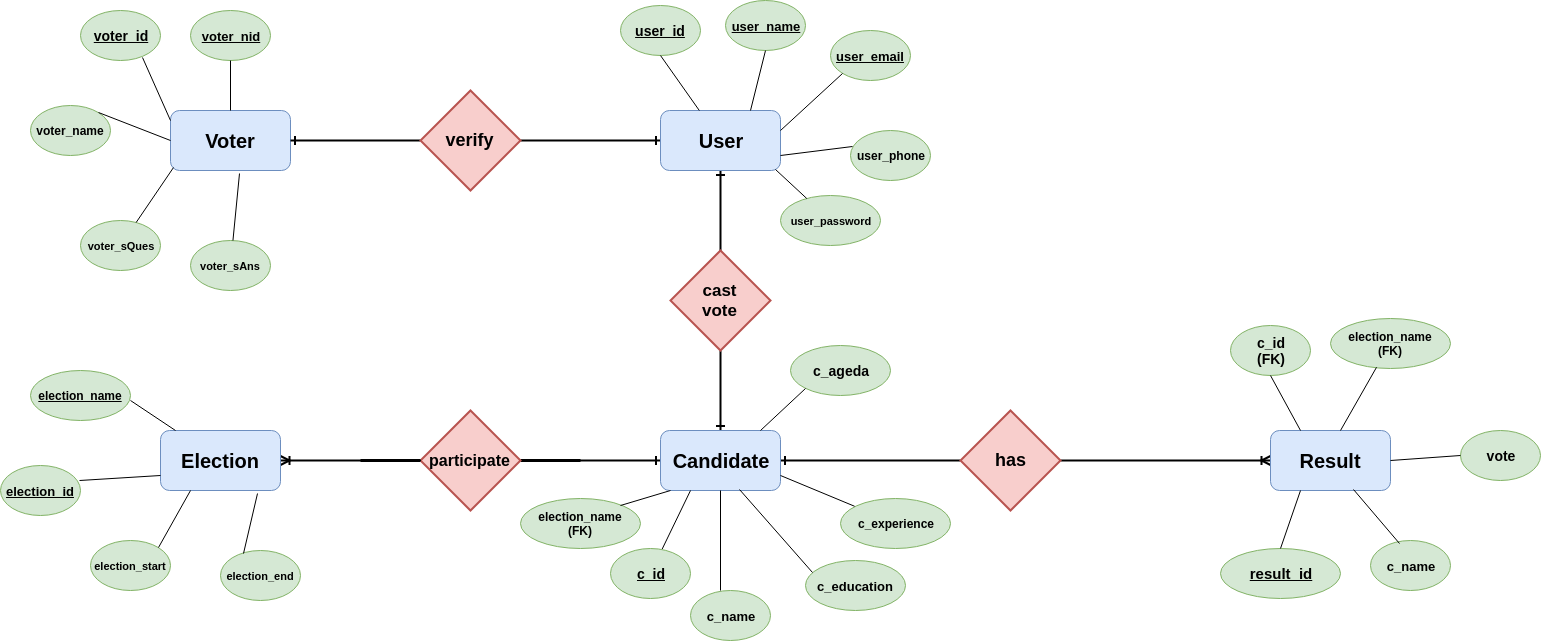 voter_id
voter_nid
user_id
user_name
user_email
voter_name
Voter
verify
User
user_phone
user_password
voter_sQues
voter_sAns
cast
vote
c_id
(FK)
election_name
(FK)
c_ageda
election_name
Election
participate
Candidate
has
Result
vote
election_id
election_name
(FK)
c_experience
election_start
election_end
c_id
c_education
result_id
c_name
c_name